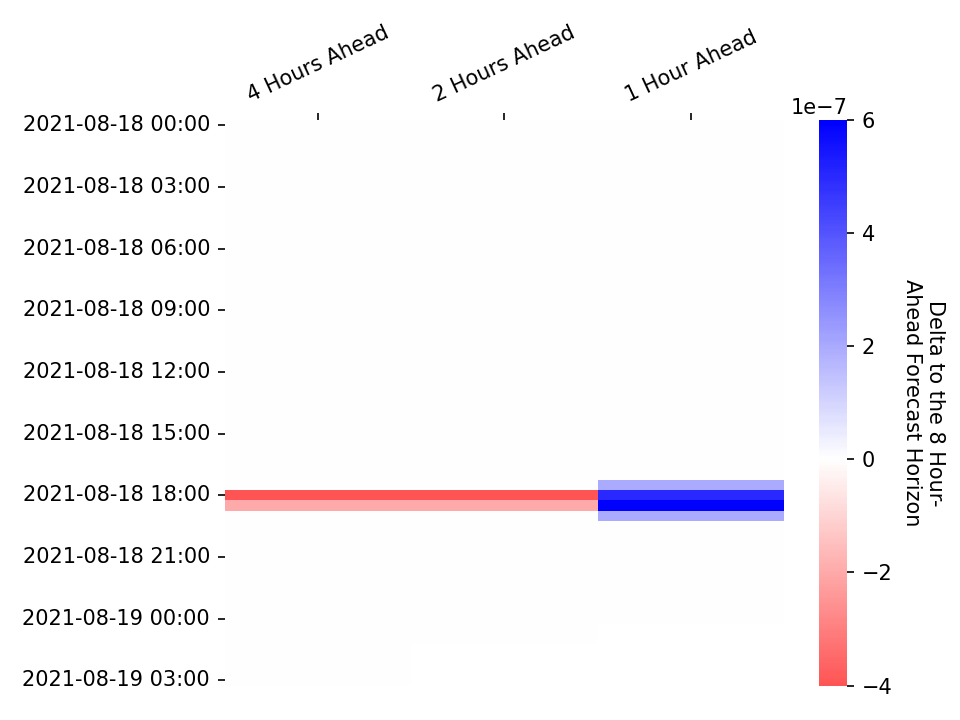 4 Hours Ahead
2 Hours Ahead
1 Hour Ahead
1e−7
2021-08-18 00:00
2021-08-18 03:00
2021-08-18 06:00
2021-08-18 09:00
2021-08-18 12:00
2021-08-18 15:00
2021-08-18 18:00
2021-08-18 21:00
2021-08-19 00:00
2021-08-19 03:00
6
4
2
0
−2
−4
Delta to the 8 Hour-
Ahead Forecast Horizon